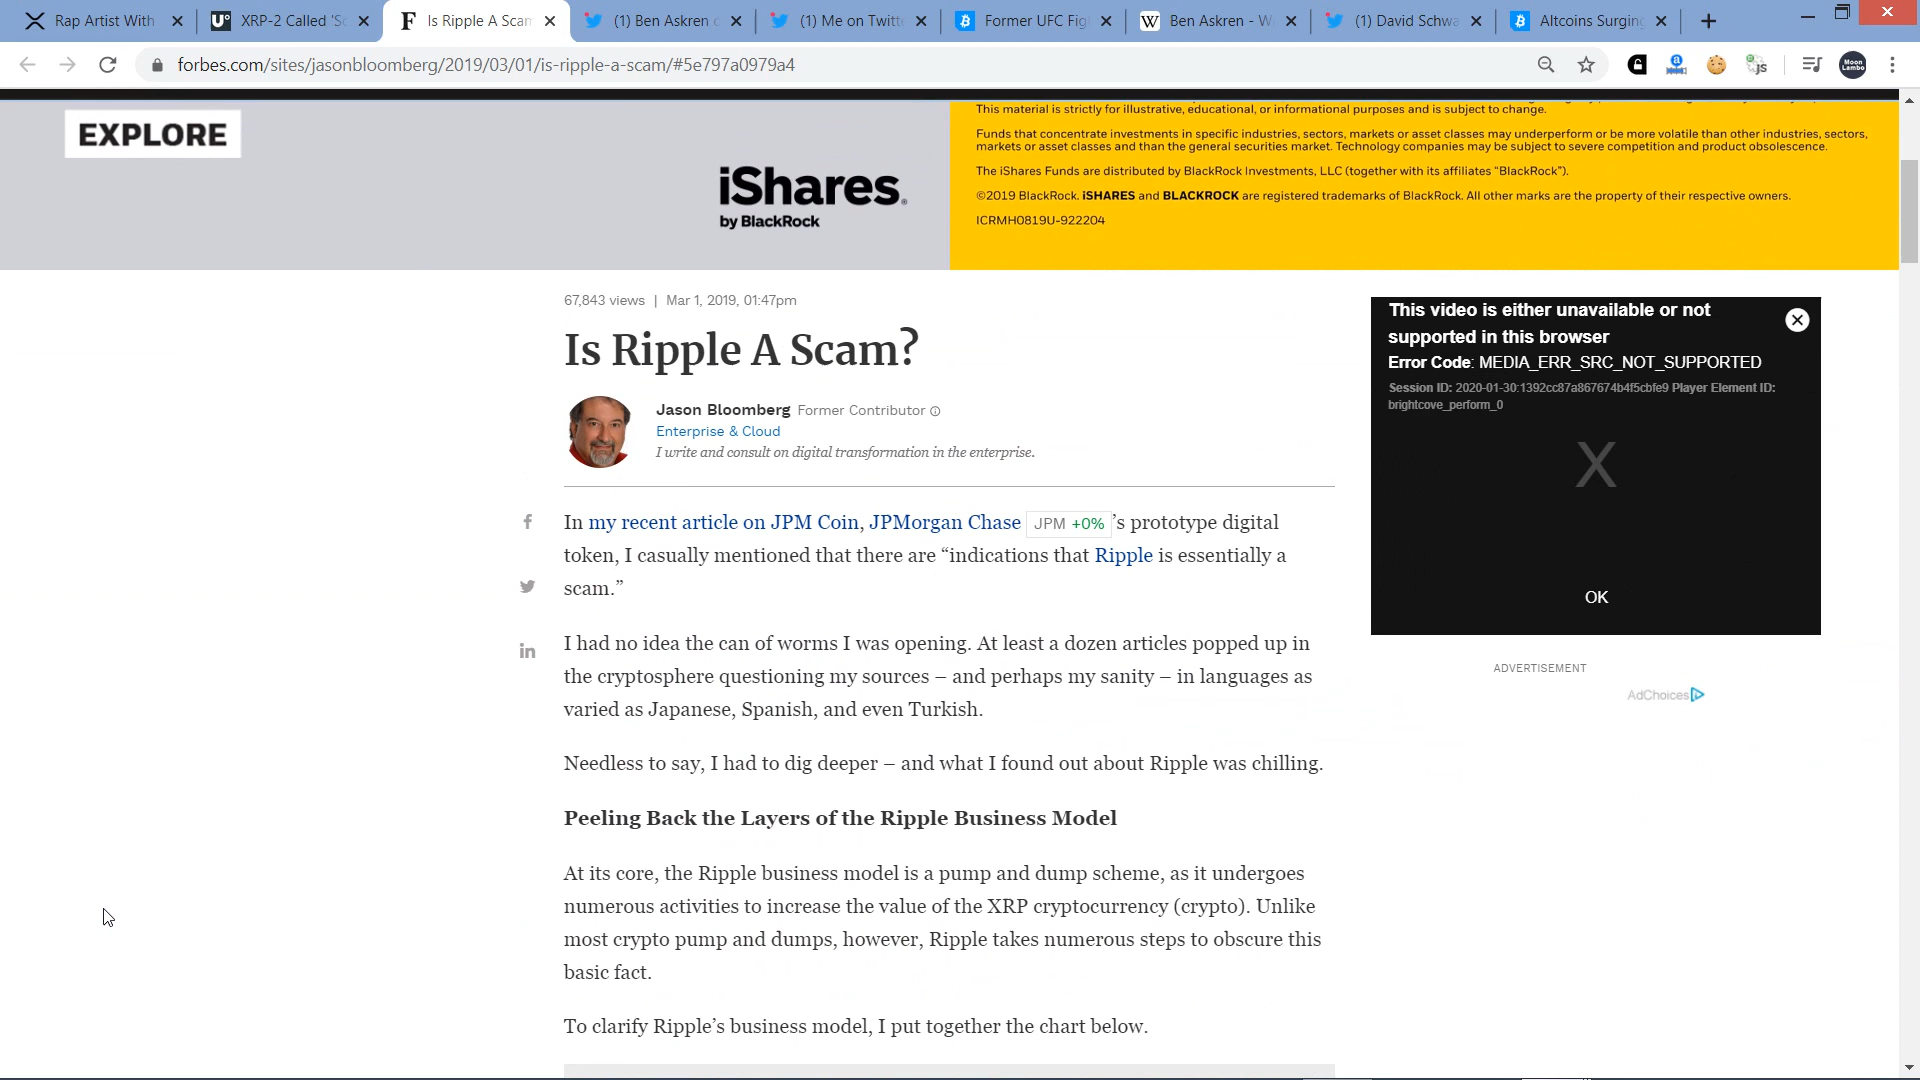 Rap Artist With
XRP-2 Called 'Sc
Is Ripple A Scam
(1) Ben Askren o
(1) Me on Twitte
Former UFC Fig
Ben Askren - W
(1) David Schwa
Altcoins Surging
forbes.com/sites/jasonbloomberg/2019/03/01/is-ripple-a-scam/#5e797a0979a4
Moon Lambo
EXPLORE
iShares®
by BlackRock
This material is strictly for illustrative, educational, or informational purposes and is subject to change.
Funds that concentrate investments in specific industries, sectors, markets or asset classes may underperform or be more volatile than other industries, sectors,
markets or asset classes and than the general securities market. Technology companies may be subject to severe competition and product obsolescence.
The iShares Funds are distributed by BlackRock Investments, LLC (together with its affiliates "BlackRock").
©2019 BlackRock. iSHARES and BLACKROCK are registered trademarks of BlackRock. All other marks are the property of their respective owners.
ICRMH0819U-922204
67,843 views | Mar 1, 2019, 01:47pm
Is Ripple A Scam?
Jason Bloomberg Former Contributor
Enterprise & Cloud
I write and consult on digital transformation in the enterprise.
In my recent article on JPM Coin, JPMorgan Chase JPM +0% 's prototype digital
token, I casually mentioned that there are “indications that Ripple is essentially a
scam.”
I had no idea the can of worms I was opening. At least a dozen articles popped up in
the cryptosphere questioning my sources – and perhaps my sanity – in languages as
varied as Japanese, Spanish, and even Turkish.
Needless to say, I had to dig deeper – and what I found out about Ripple was chilling.
Peeling Back the Layers of the Ripple Business Model
At its core, the Ripple business model is a pump and dump scheme, as it undergoes
numerous activities to increase the value of the XRP cryptocurrency (crypto). Unlike
most crypto pump and dumps, however, Ripple takes numerous steps to obscure this
basic fact.
To clarify Ripple’s business model, I put together the chart below.
This video is either unavailable or not
supported in this browser
Error Code: MEDIA_ERR_SRC_NOT_SUPPORTED
Session ID: 2020-01-30:1392cc87a867674b4f5cbfe9 Player Element ID:
brightcove_perform_0
X
OK
ADVERTISEMENT
AdChoices